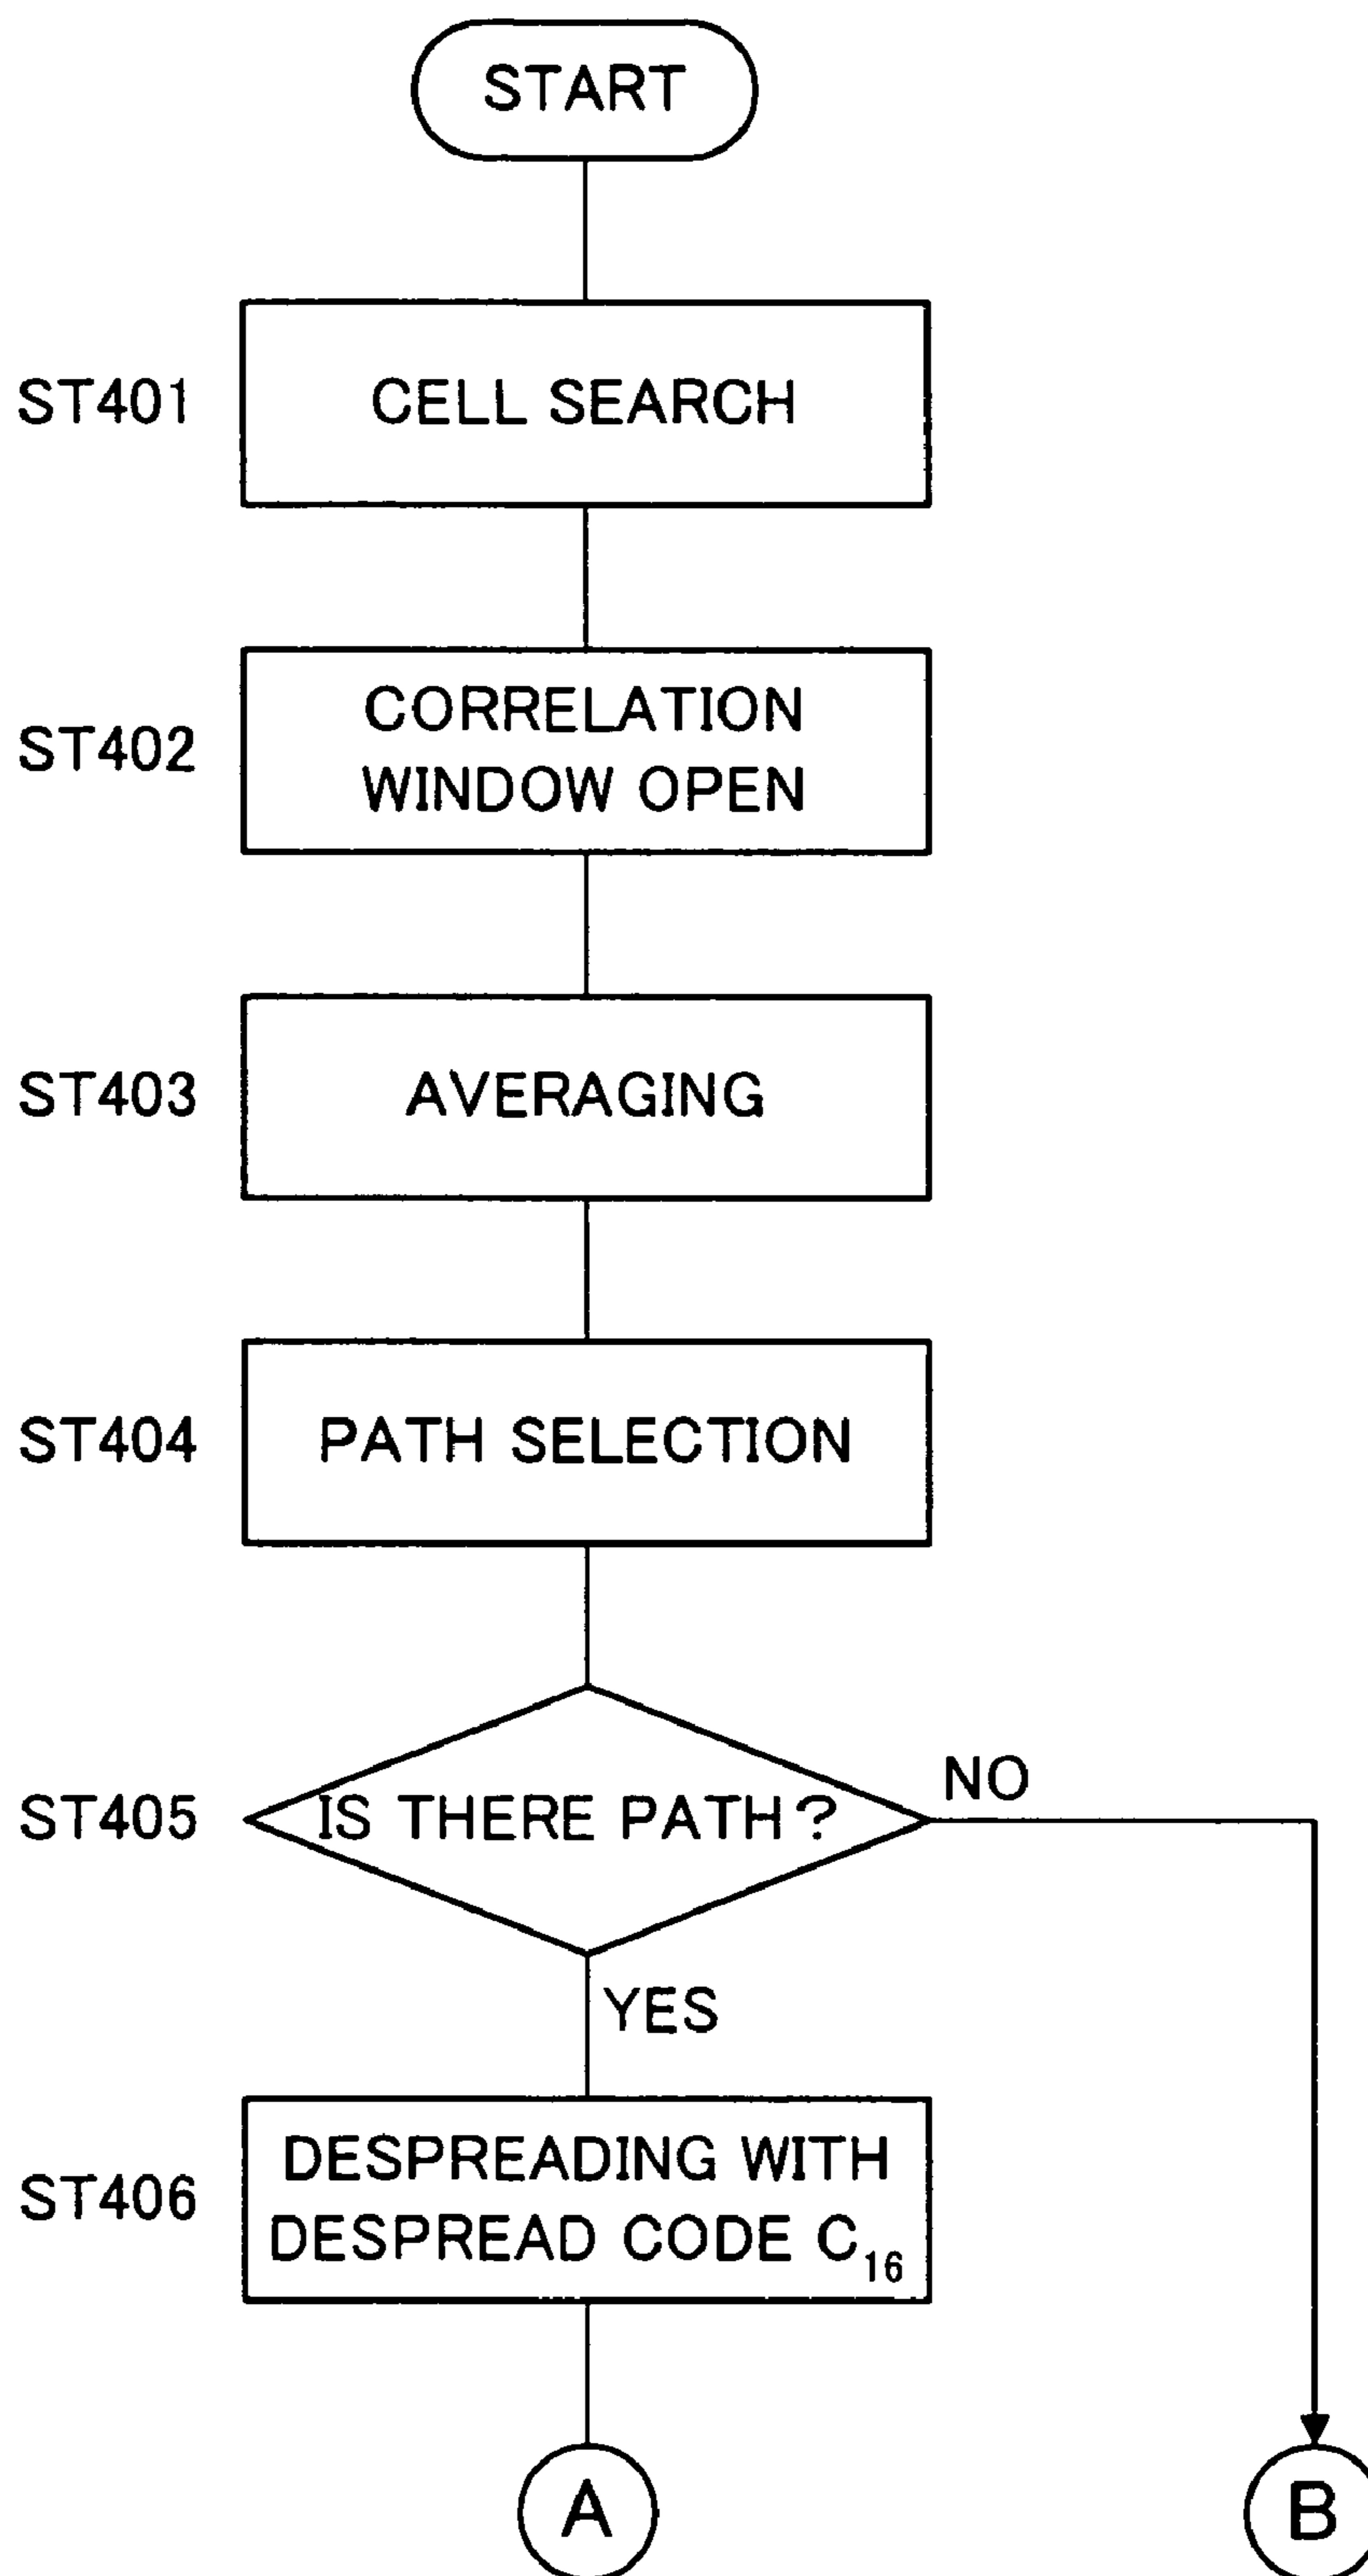 START
ST401
CELL SEARCH
ST402
CORRELATION
WINDOW OPEN
ST403
AVERAGING
ST404
PATH SELECTION
ST405
IS THERE PATH?
NO
YES
ST406
DESPREADING WITH
DESPREAD CODE C₁₆
A
B